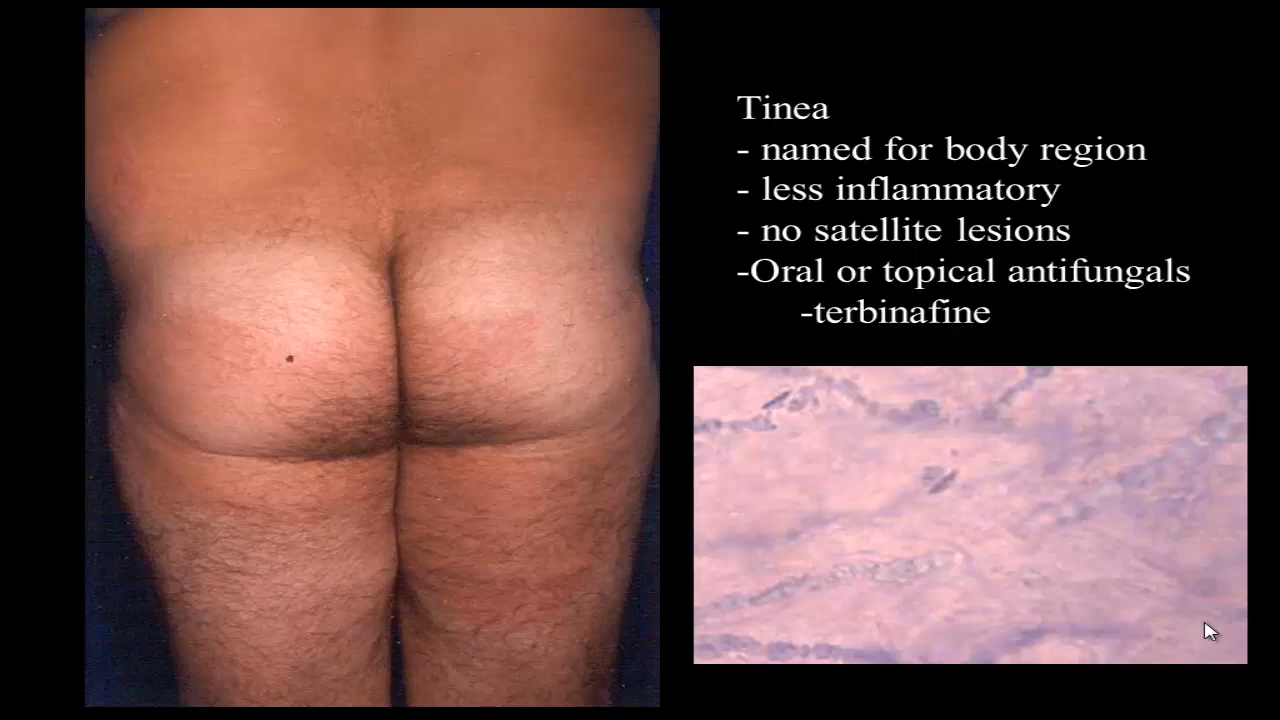 Tinea
- named for body region
- less inflammatory
- no satellite lesions
-Oral or topical antifungals
-terbinafine